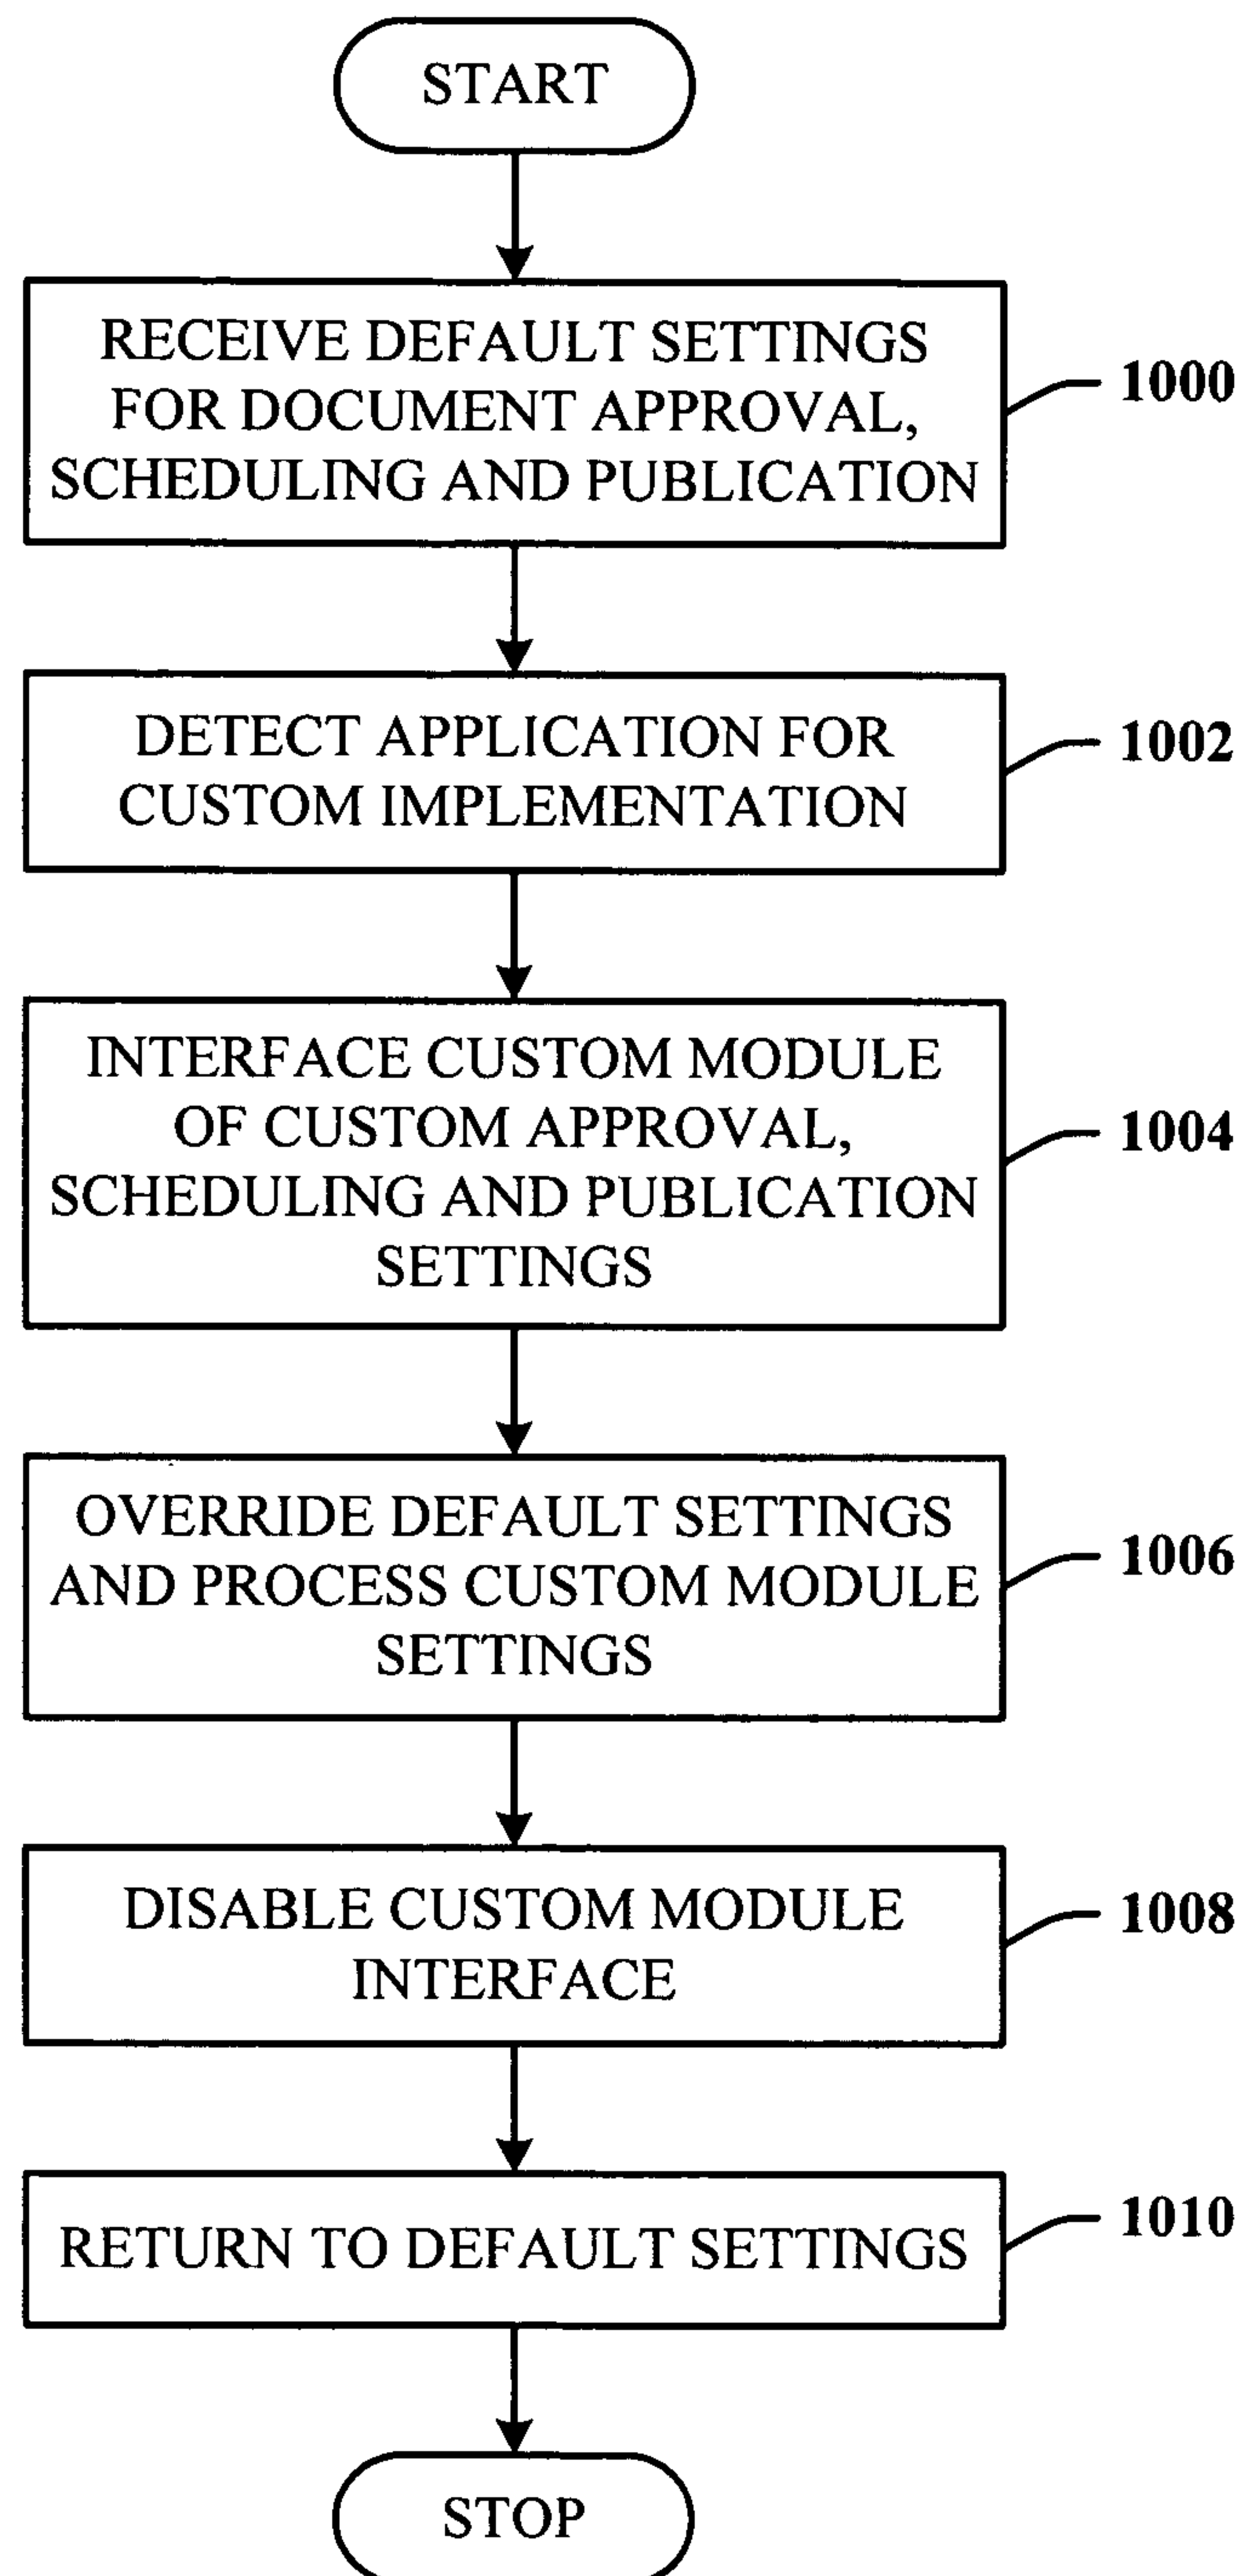 START
RECEIVE DEFAULT SETTINGS
FOR DOCUMENT APPROVAL,
SCHEDULING AND PUBLICATION
1000
DETECT APPLICATION FOR
CUSTOM IMPLEMENTATION
1002
INTERFACE CUSTOM MODULE
OF CUSTOM APPROVAL,
SCHEDULING AND PUBLICATION
SETTINGS
1004
OVERRIDE DEFAULT SETTINGS
AND PROCESS CUSTOM MODULE
SETTINGS
1006
DISABLE CUSTOM MODULE
INTERFACE
1008
RETURN TO DEFAULT SETTINGS
1010
STOP